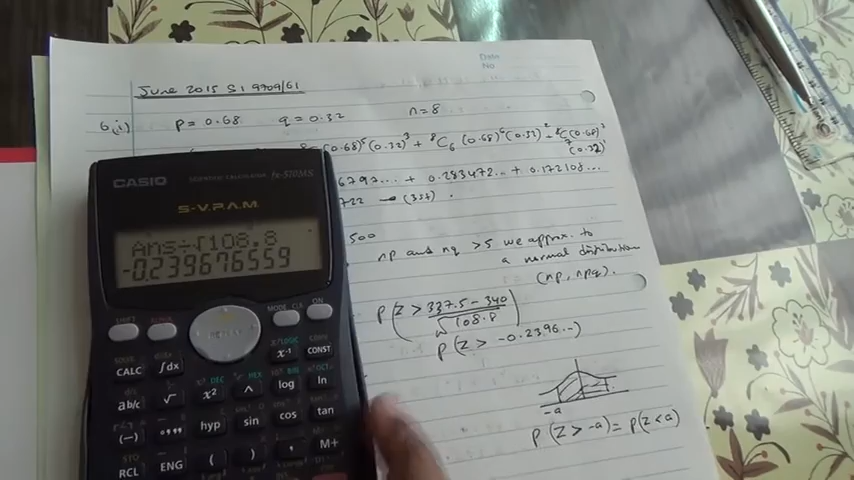 Date
No
June 2015 S1 9709/61
6.i) p = 0.68 q = 0.32 n = 8
(0.68)⁵(0.32)³ + ⁸C₆ (0.68)⁶(0.32)² + ⁸C₇(0.68)⁷
(0.32)¹
6797... + 0.283472... + 0.172108...
722 → (3sf).
500
np and nq >5 we approx. to
a normal distribution
(np, npq).
P(Z > 337.5 - 340 / √108.8)
P(Z > -0.2396...)
-a
P(Z > -a) = P(Z < a)
CASIO
fx-570MS
S-V.P.A.M.
Ans÷√108.8
-0.2396776559
SHIFT ALPHA REPLAY MODE CLR ON
CALC ∫dx x⁻¹ CONST
ab/c √ x² ^ log ln
(-) °''' hyp sin cos tan
RCL ENG ( ) , M+